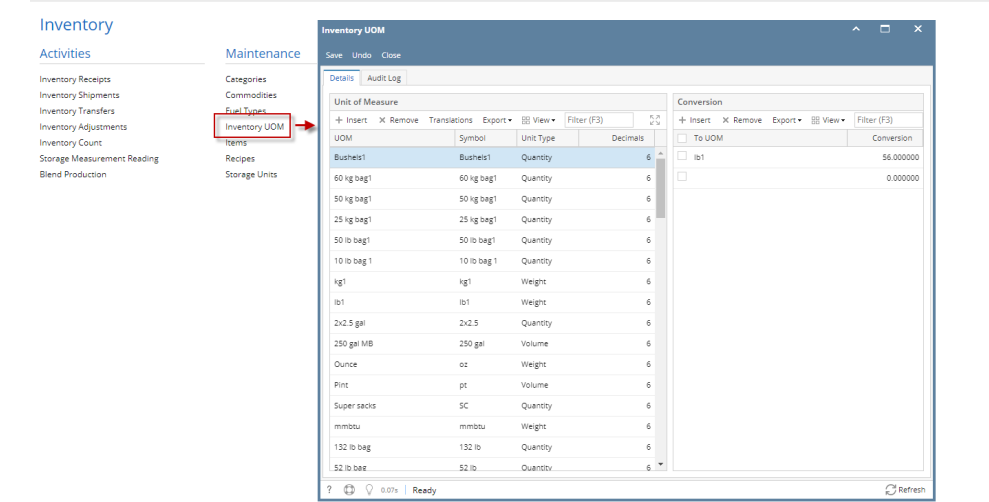 Inventory
Activities
Inventory Receipts
Inventory Shipments
Inventory Transfers
Inventory Adjustments
Inventory Count
Storage Measurement Reading
Blend Production
Maintenance
Categories
Commodities
Fuel Types
Inventory UOM
Items
Recipes
Storage Units
Inventory UOM
Save Undo Close
Details Audit Log
Unit of Measure
Insert Remove Translations Export View Filter (F3)
UOM Symbol Unit Type Decimals
Bushels1 Bushels1 Quantity 6
60 kg bag1 60 kg bag1 Quantity 6
50 kg bag1 50 kg bag1 Quantity 6
25 kg bag1 25 kg bag1 Quantity 6
50 lb bag1 50 lb bag1 Quantity 6
10 lb bag 1 10 lb bag 1 Quantity 6
kg1 kg1 Weight 6
lb1 lb1 Weight 6
2x2.5 gal 2x2.5 Quantity 6
250 gal MB 250 gal Volume 6
Ounce oz Weight 6
Pint pt Volume 6
Super sacks SC Quantity 6
mmbtu mmbtu Weight 6
132 lb bag 132 lb Quantity 6
52 lb bag 52 lb Quantity 6
Conversion
Insert Remove Export View Filter (F3)
To UOM Conversion
lb1 56.000000
0.000000
? 0.07s Ready Refresh